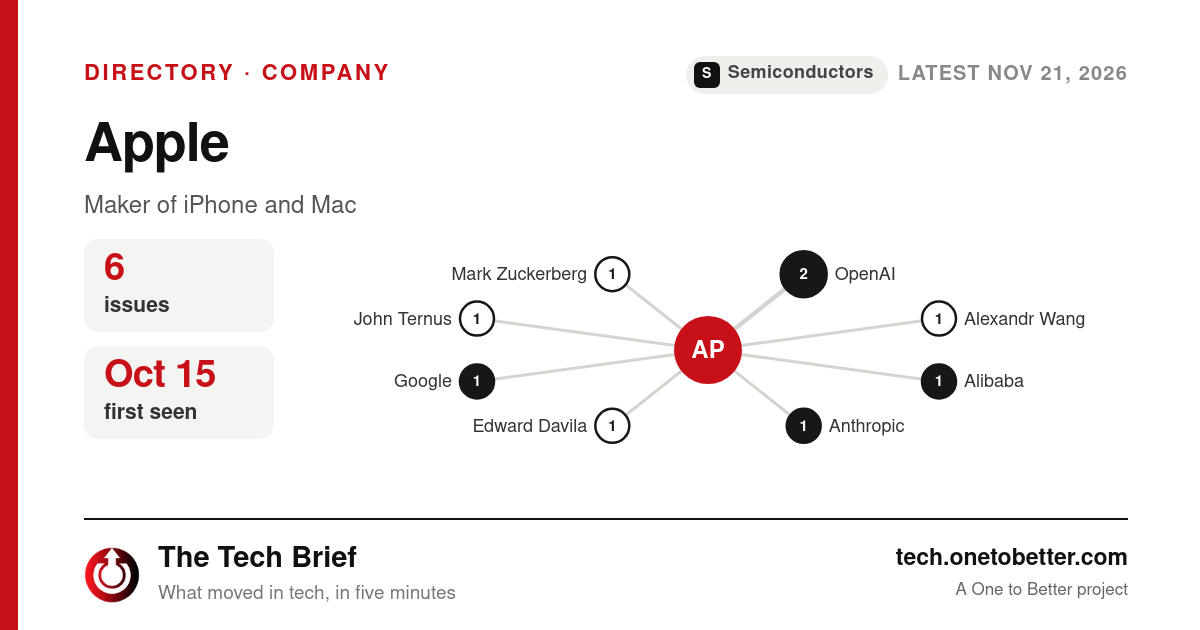 DIRECTORY · COMPANY
S Semiconductors
LATEST NOV 21, 2026
Apple
Maker of iPhone and Mac
6
issues
Oct 15
first seen
Mark Zuckerberg 1
2 OpenAI
John Ternus 1
1 Alexandr Wang
AP
Google 1
1 Alibaba
Edward Davila 1
1 Anthropic
The Tech Brief
What moved in tech, in five minutes
tech.onetobetter.com
A One to Better project